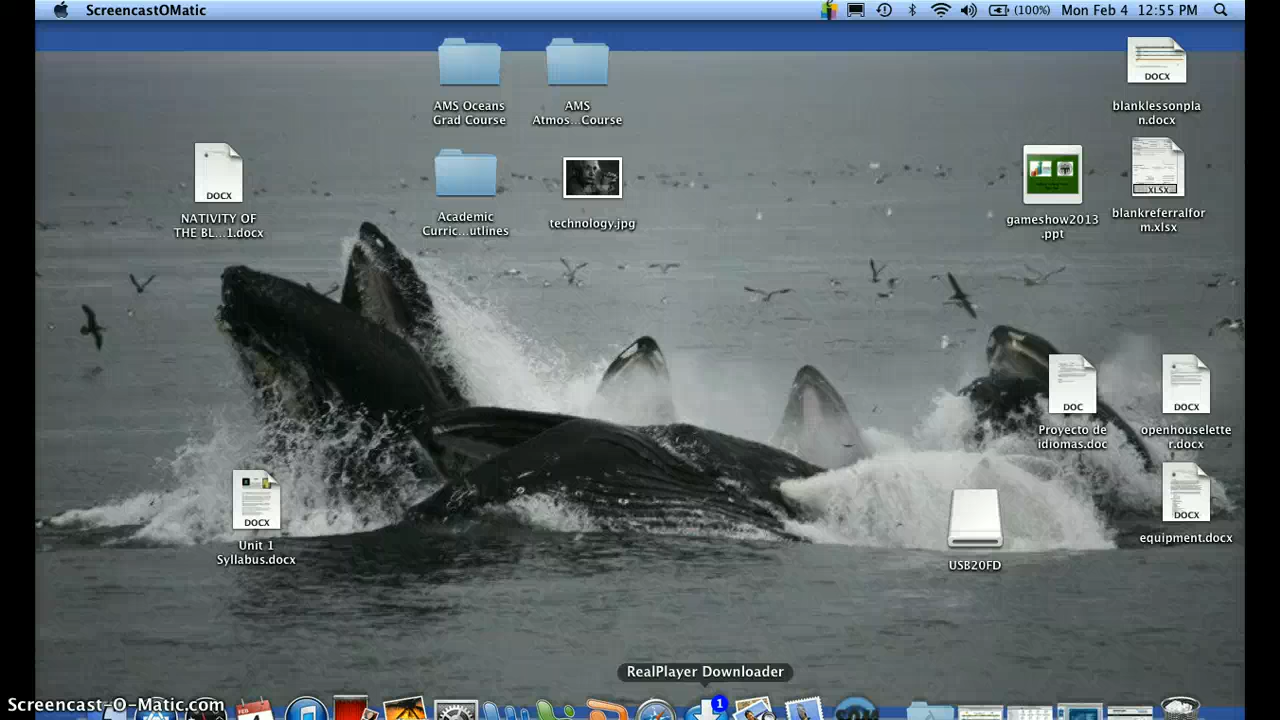 ScreencastOMatic
(100%) Mon Feb 4 12:55 PM
AMS Oceans
Grad Course
AMS
Atmos...Course
DOCX
blanklessonpla
n.docx
DOCX
NATIVITY OF
THE BL...1.docx
Academic
Curric...utlines
technology.jpg
gameshow2013
.ppt
XLSX
blankreferralfor
m.xlsx
DOC
Proyecto de
idiomas.doc
DOCX
openhouselette
r.docx
DOCX
Unit 1
Syllabus.docx
USB20FD
DOCX
equipment.docx
RealPlayer Downloader
FEB
1
Screencast-O-Matic.com